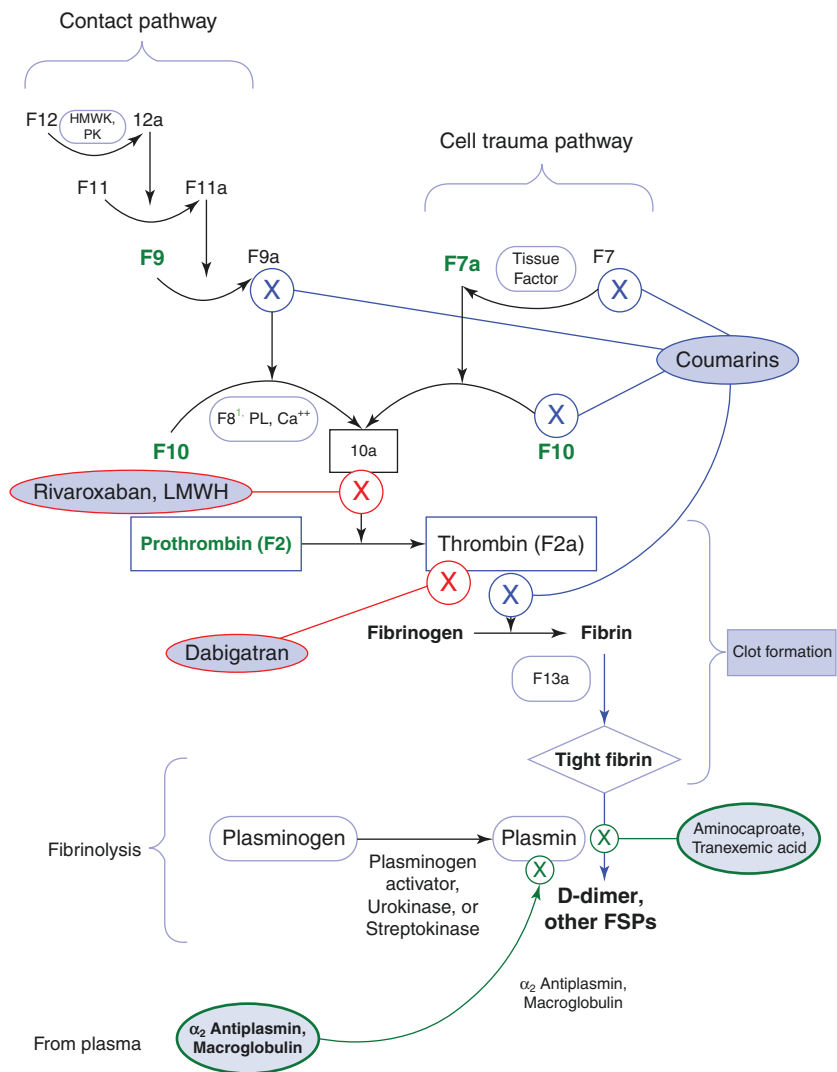 Contact pathway
F12
HMWK,
PK
12a
Cell trauma pathway
F11
F11a
F9
F9a
X
F7a
Tissue
Factor
F7
X
Coumarins
F8¹, PL, Ca⁺⁺
X
F10
10a
F10
Rivaroxaban, LMWH
X
Prothrombin (F2)
Thrombin (F2a)
X
X
Dabigatran
Fibrinogen
Fibrin
Clot formation
F13a
Tight fibrin
Fibrinolysis
Plasminogen
Plasmin
X
Aminocaproate,
Tranexemic acid
X
Plasminogen
activator,
Urokinase, or
Streptokinase
D-dimer,
other FSPs
α₂ Antiplasmin,
Macroglobulin
From plasma
α₂ Antiplasmin,
Macroglobulin